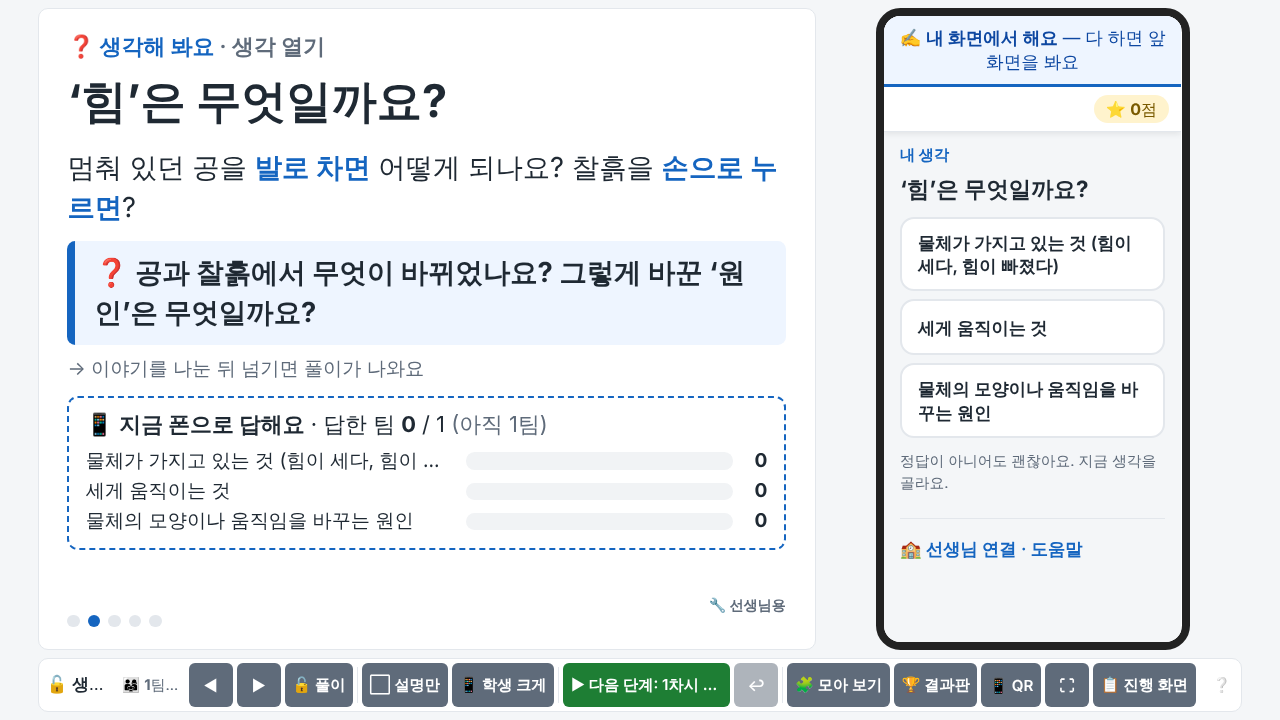 ❓ 생각해 봐요 · 생각 열기
‘힘’은 무엇일까요?
멈춰 있던 공을 발로 차면 어떻게 되나요? 찰흙을 손으로 누
르면?
❓ 공과 찰흙에서 무엇이 바뀌었나요? 그렇게 바꾼 ‘원
인’은 무엇일까요?
→ 이야기를 나눈 뒤 넘기면 풀이가 나와요
📱 지금 폰으로 답해요 · 답한 팀 0 / 1 (아직 1팀)
물체가 가지고 있는 것 (힘이 세다, 힘이 ... 0
세게 움직이는 것 0
물체의 모양이나 움직임을 바꾸는 원인 0
🔧 선생님용
✍️ 내 화면에서 해요 — 다 하면 앞
화면을 봐요
⭐ 0점
내 생각
‘힘’은 무엇일까요?
물체가 가지고 있는 것 (힘이
세다, 힘이 빠졌다)
세게 움직이는 것
물체의 모양이나 움직임을 바
꾸는 원인
정답이 아니어도 괜찮아요. 지금 생각을
골라요.
🏫 선생님 연결 · 도움말
🔓 생... 👨‍👩‍👧 1팀... ◀ ▶ 🔓 풀이 ⬜ 설명만 📱 학생 크게 ▶ 다음 단계: 1차시 ... ↩ 🧩 모아 보기 🏆 결과판 📱 QR ⛶ 📋 진행 화면 ❔